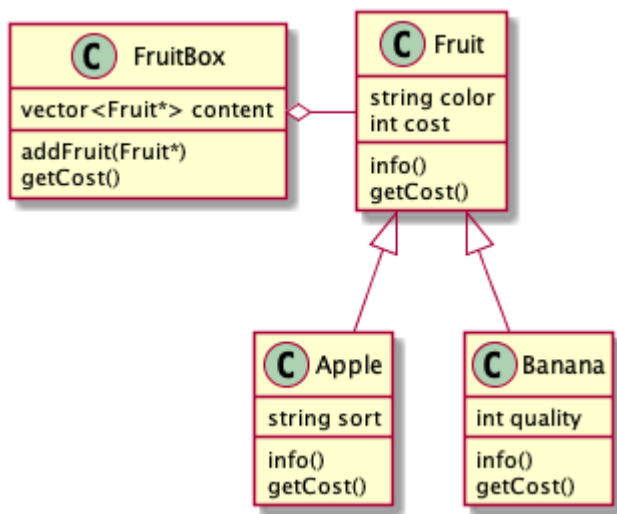 C FruitBox
vector<Fruit*> content
addFruit(Fruit*)
getCost()
C Fruit
string color
int cost
info()
getCost()
C Apple
string sort
info()
getCost()
C Banana
int quality
info()
getCost()